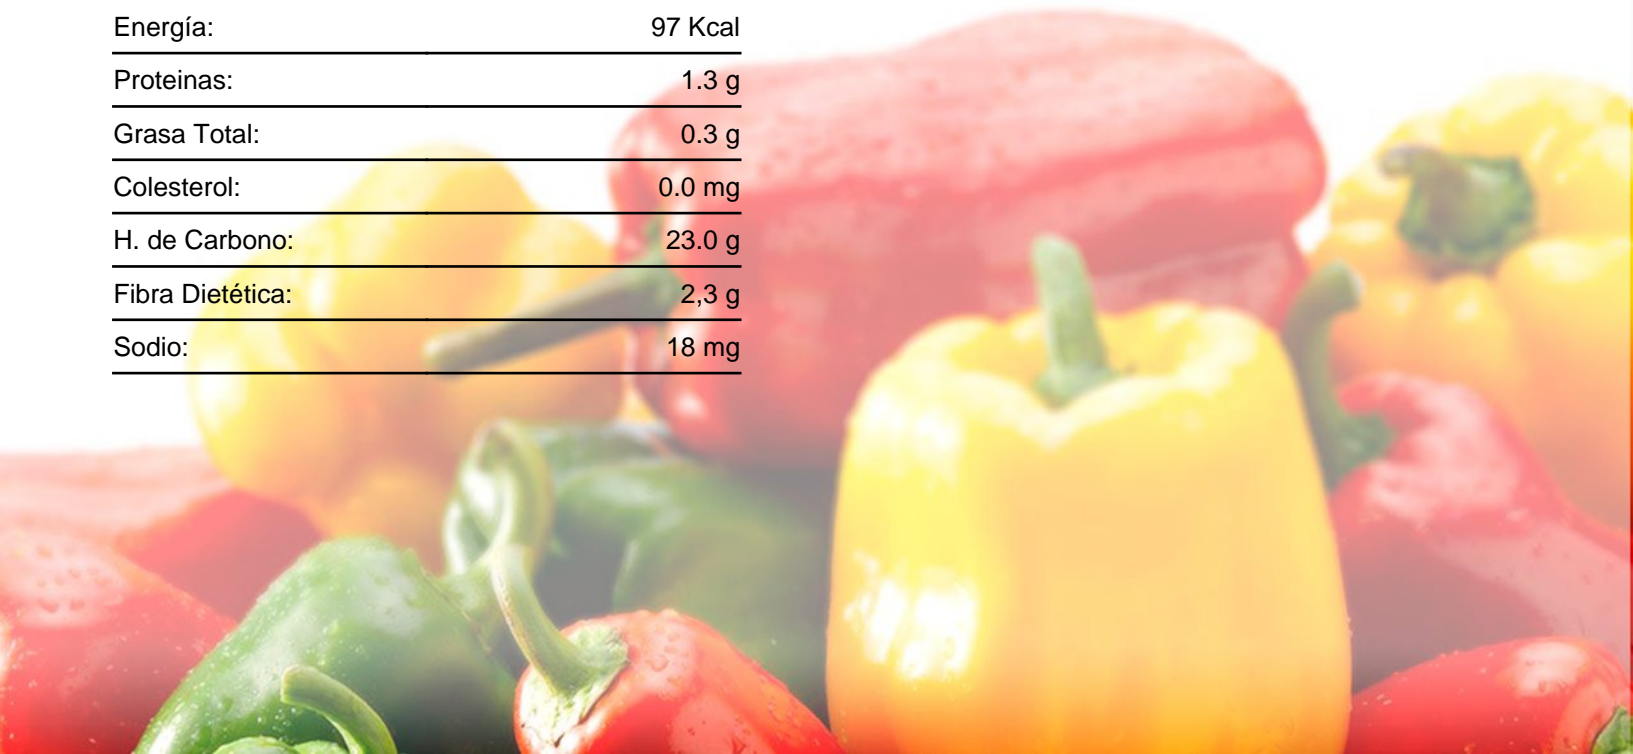 Energía: 97 Kcal
Proteinas: 1.3 g
Grasa Total: 0.3 g
Colesterol: 0.0 mg
H. de Carbono: 23.0 g
Fibra Dietética: 2,3 g
Sodio: 18 mg